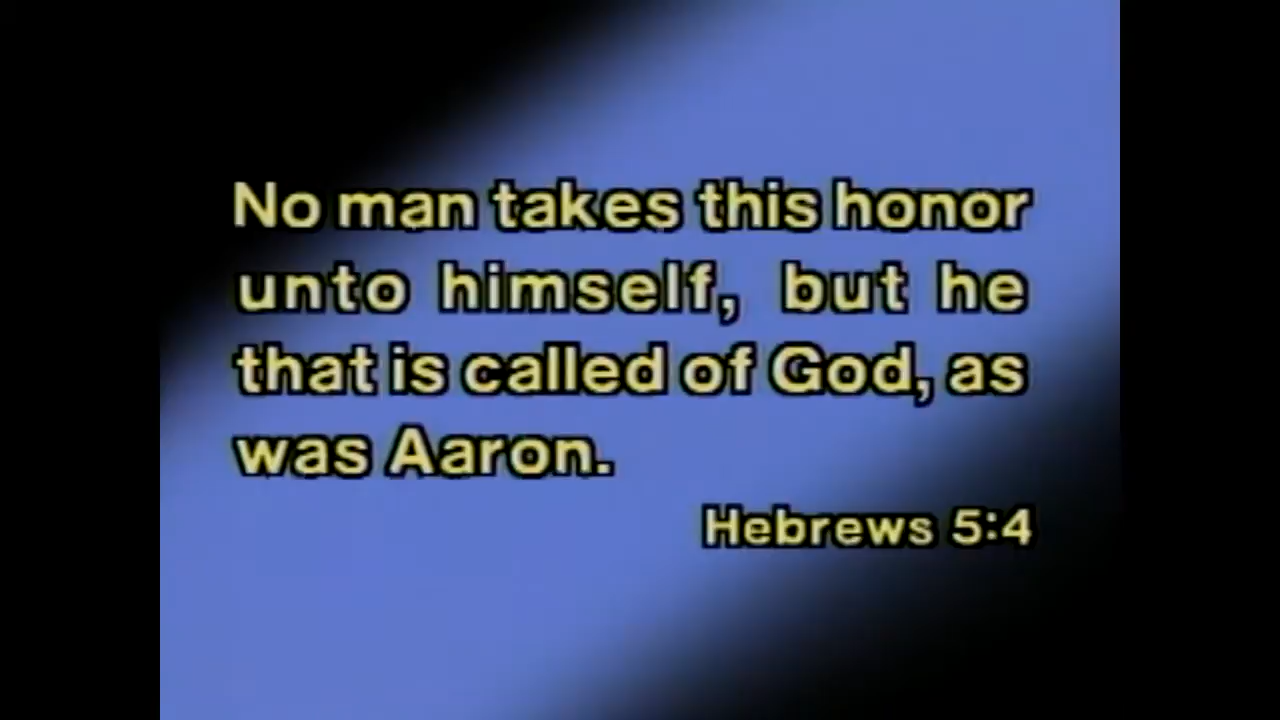 No man takes this honor
unto himself, but he
that is called of God, as
was Aaron.
Hebrews 5:4